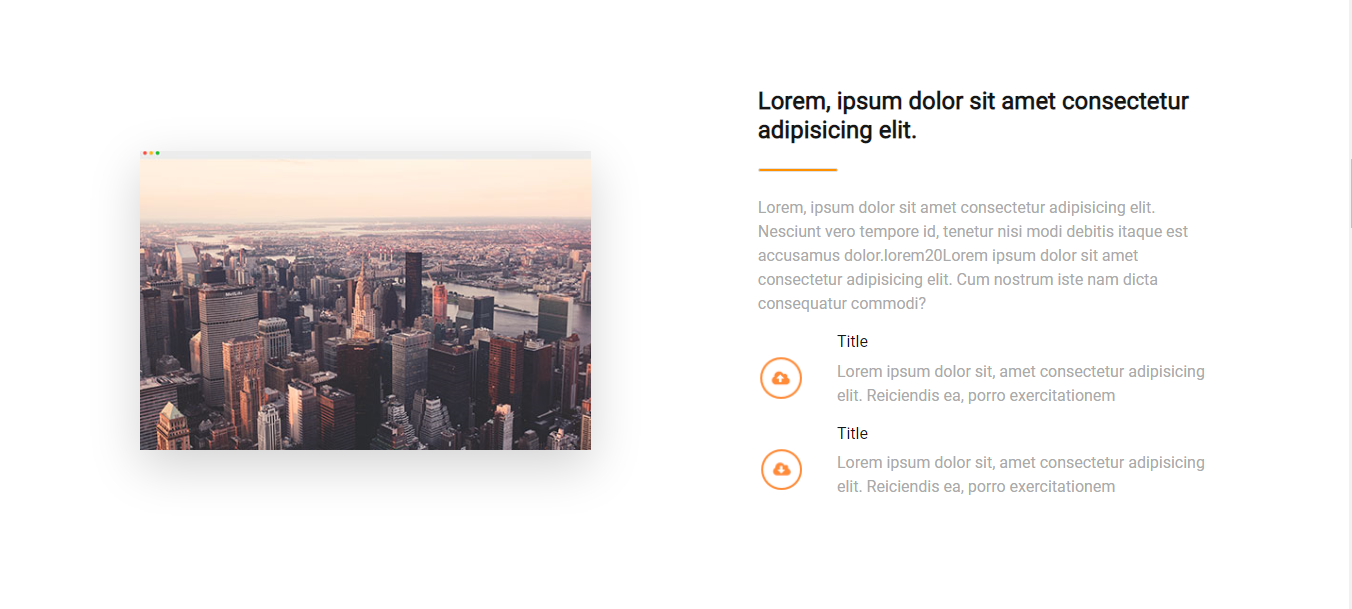 Lorem, ipsum dolor sit amet consectetur
adipisicing elit.
Lorem, ipsum dolor sit amet consectetur adipisicing elit.
Nesciunt vero tempore id, tenetur nisi modi debitis itaque est
accusamus dolor.lorem20Lorem ipsum dolor sit amet
consectetur adipisicing elit. Cum nostrum iste nam dicta
consequatur commodi?
Title
Lorem ipsum dolor sit, amet consectetur adipisicing
elit. Reiciendis ea, porro exercitationem
Title
Lorem ipsum dolor sit, amet consectetur adipisicing
elit. Reiciendis ea, porro exercitationem